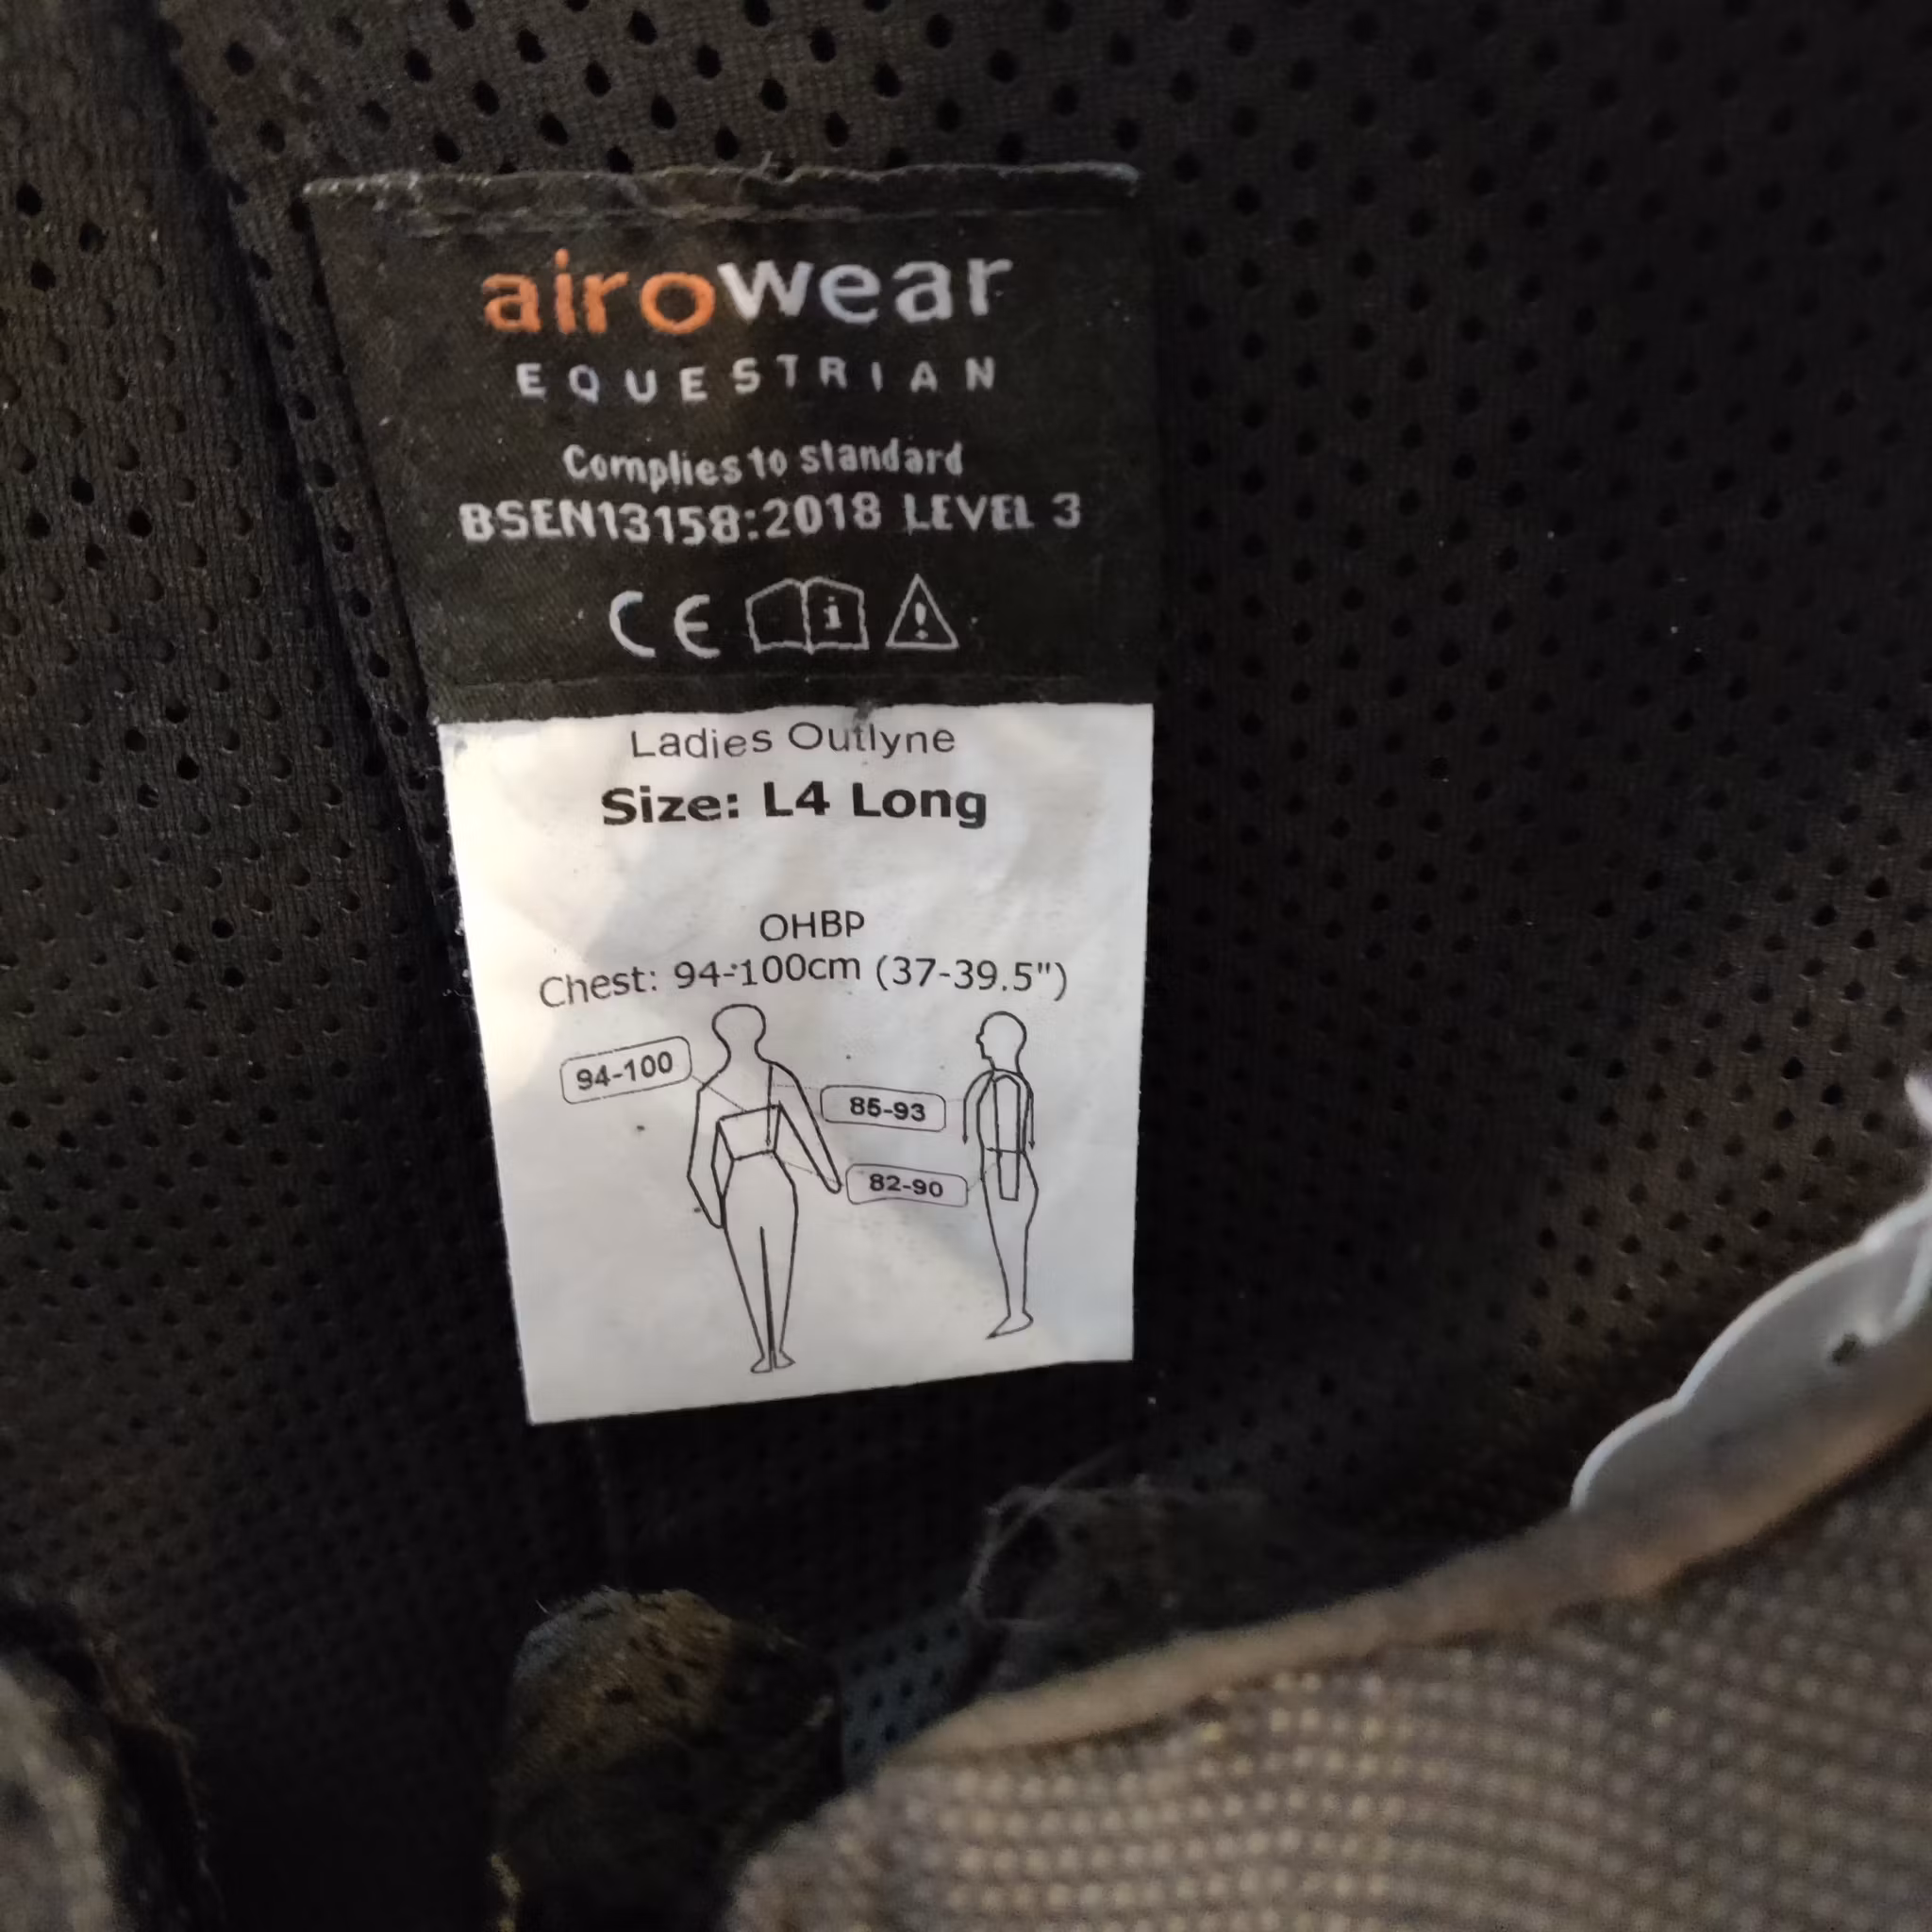 airowear
EQUESTRIAN
Complies to standard
BSEN13158:2018 LEVEL 3
CE i !
Ladies Outlyne
Size: L4 Long
OHBP
Chest: 94-100cm (37-39.5")
94-100
85-93
82-90